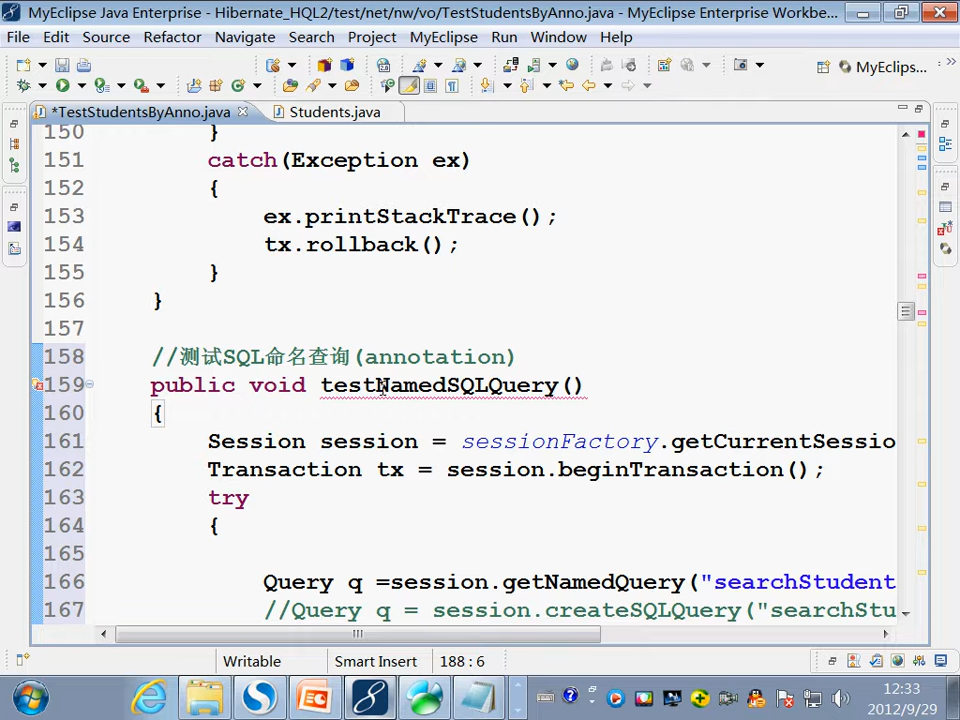 MyEclipse Java Enterprise - Hibernate_HQL2/test/net/nw/vo/TestStudentsByAnno.java - MyEclipse Enterprise Workbe...
File Edit Source Refactor Navigate Search Project MyEclipse Run Window Help
MyEclips...
*TestStudentsByAnno.java Students.java
150 }
151 catch(Exception ex)
152 {
153 ex.printStackTrace();
154 tx.rollback();
155 }
156 }
157
158 //测试SQL命名查询(annotation)
159 public void testNamedSQLQuery()
160 {
161 Session session = sessionFactory.getCurrentSessio
162 Transaction tx = session.beginTransaction();
163 try
164 {
165
166 Query q =session.getNamedQuery("searchStudent
167 //Query q = session.createSQLQuery("searchStu
Writable Smart Insert 188 : 6
12:33
2012/9/29